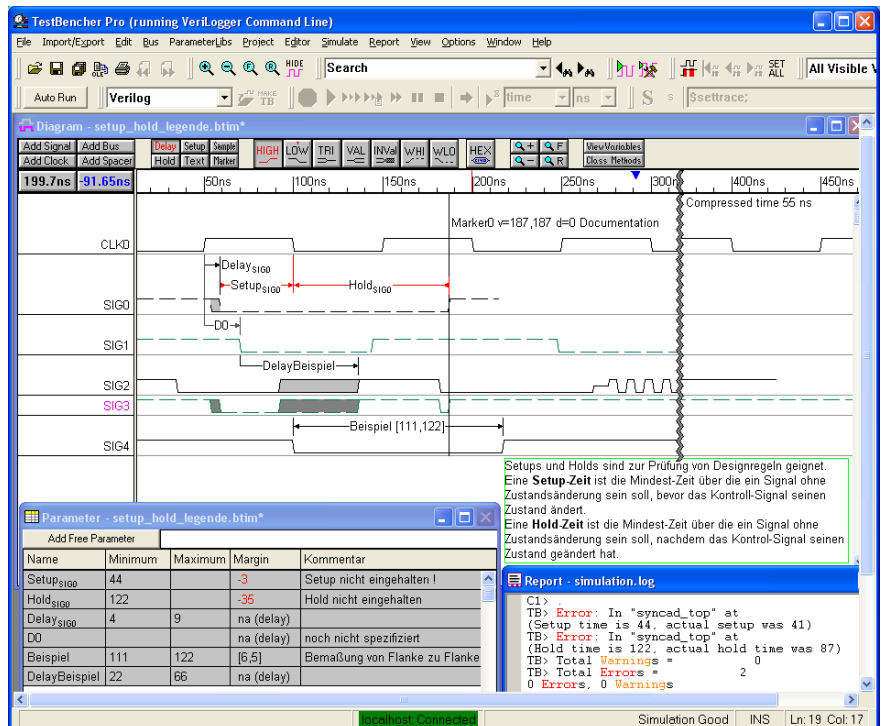 TestBencher Pro (running VeriLogger Command Line)
File Import/Export Edit Bus ParameterLibs Project Editor Simulate Report View Options Window Help
HIDE Search SET ALL All Visible
Auto Run Verilog MAKE TB time ns S s $settrace;
Diagram - setup_hold_legende.btim*
Add Signal Add Bus Delay Setup Sample HIGH LOW TRI VAL INVal WHI WLO HEX + F View Variables
Add Clock Add Spacer Hold Text Marker - R Class Methods
199.7ns -91.65ns 50ns 100ns 150ns 200ns 250ns 300n 400ns 450ns
Compressed time 55 ns
Marker0 v=187,187 d=0 Documentation
CLK0
DelaySIG0
SetupSIG0 HoldSIG0
SIG0
D0
SIG1
DelayBeispiel
SIG2
SIG3
Beispiel [111,122]
SIG4
Setups und Holds sind zur Prüfung von Designregeln geignet.
Eine Setup-Zeit ist die Mindest-Zeit über die ein Signal ohne
Zustandsänderung sein soll, bevor das Kontroll-Signal seinen
Zustand ändert.
Eine Hold-Zeit ist die Mindest-Zeit über die ein Signal ohne
Zustandsänderung sein soll, nachdem das Kontrol-Signal seinen
Zustand geändert hat.
Parameter - setup_hold_legende.btim*
Add Free Parameter
Name Minimum Maximum Margin Kommentar
SetupSIG0 44 -3 Setup nicht eingehalten !
HoldSIG0 122 -35 Hold nicht eingehalten
DelaySIG0 4 9 na (delay)
D0 na (delay) noch nicht spezifiziert
Beispiel 111 122 [6,5] Bemaßung von Flanke zu Flanke
DelayBeispiel 22 66 na (delay)
Report - simulation.log
C1> .
TB> Error: In "syncad_top" at
(Setup time is 44, actual setup was 41)
TB> Error: In "syncad_top" at
(Hold time is 122, actual hold time was 87)
TB> Total Warnings = 0
TB> Total Errors = 2
0 Errors, 0 Warnings
localhost: Connected Simulation Good INS Ln: 19 Col: 17